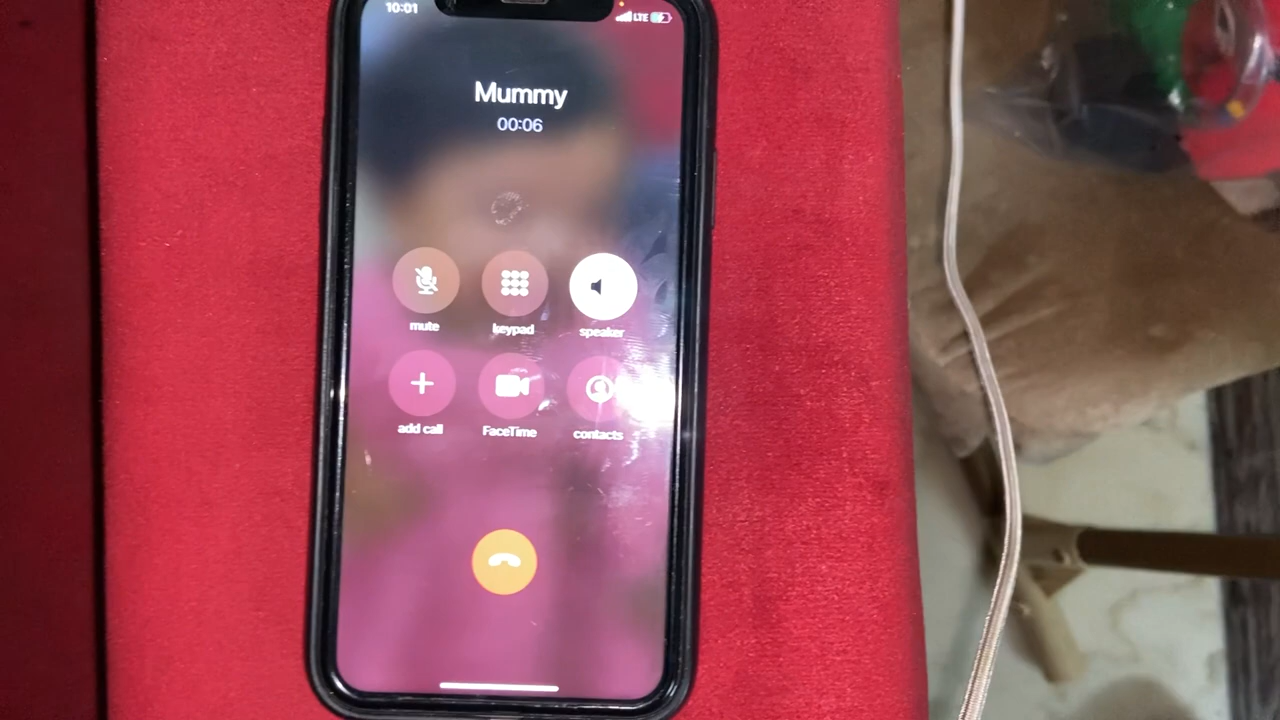 10:01 LTE
Mummy
00:06
mute keypad speaker
add call FaceTime contacts